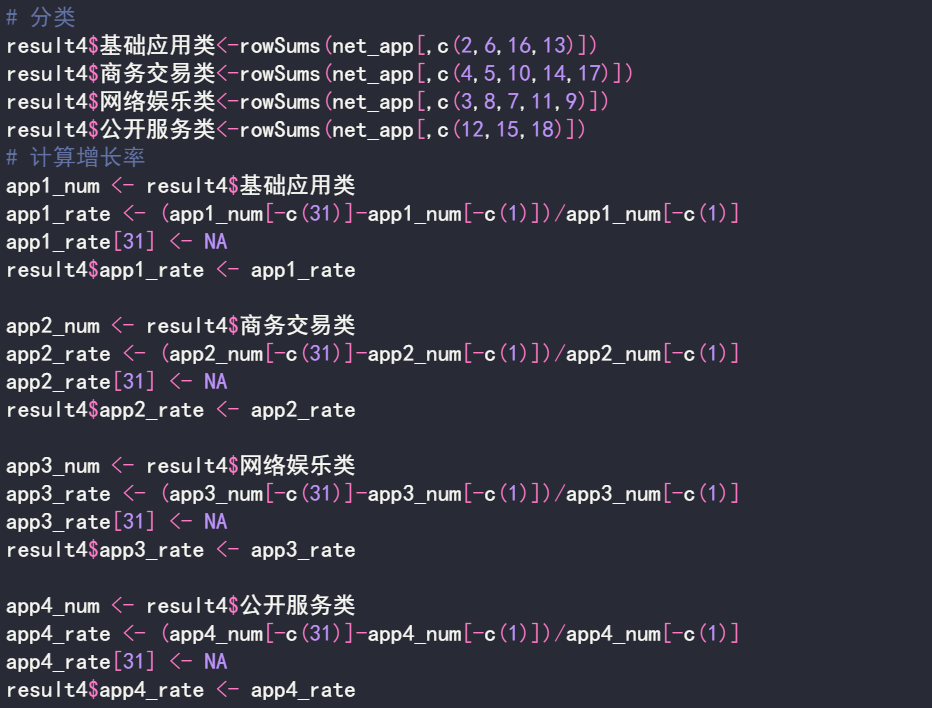 # 分类
result4$基础应用类<-rowSums(net_app[,c(2,6,16,13)])
result4$商务交易类<-rowSums(net_app[,c(4,5,10,14,17)])
result4$网络娱乐类<-rowSums(net_app[,c(3,8,7,11,9)])
result4$公开服务类<-rowSums(net_app[,c(12,15,18)])
# 计算增长率
app1_num <- result4$基础应用类
app1_rate <- (app1_num[-c(31)]-app1_num[-c(1)])/app1_num[-c(1)]
app1_rate[31] <- NA
result4$app1_rate <- app1_rate

app2_num <- result4$商务交易类
app2_rate <- (app2_num[-c(31)]-app2_num[-c(1)])/app2_num[-c(1)]
app2_rate[31] <- NA
result4$app2_rate <- app2_rate

app3_num <- result4$网络娱乐类
app3_rate <- (app3_num[-c(31)]-app3_num[-c(1)])/app3_num[-c(1)]
app3_rate[31] <- NA
result4$app3_rate <- app3_rate

app4_num <- result4$公开服务类
app4_rate <- (app4_num[-c(31)]-app4_num[-c(1)])/app4_num[-c(1)]
app4_rate[31] <- NA
result4$app4_rate <- app4_rate